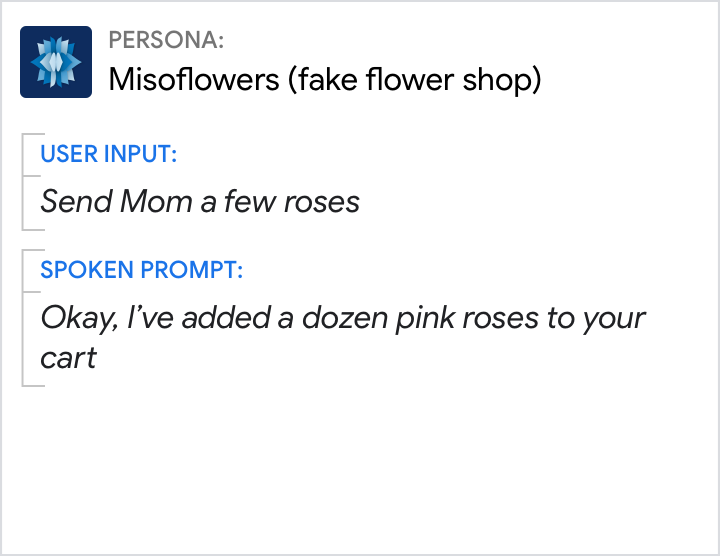 PERSONA:
Misoflowers (fake flower shop)
USER INPUT:
Send Mom a few roses
SPOKEN PROMPT:
Okay, I’ve added a dozen pink roses to your
cart